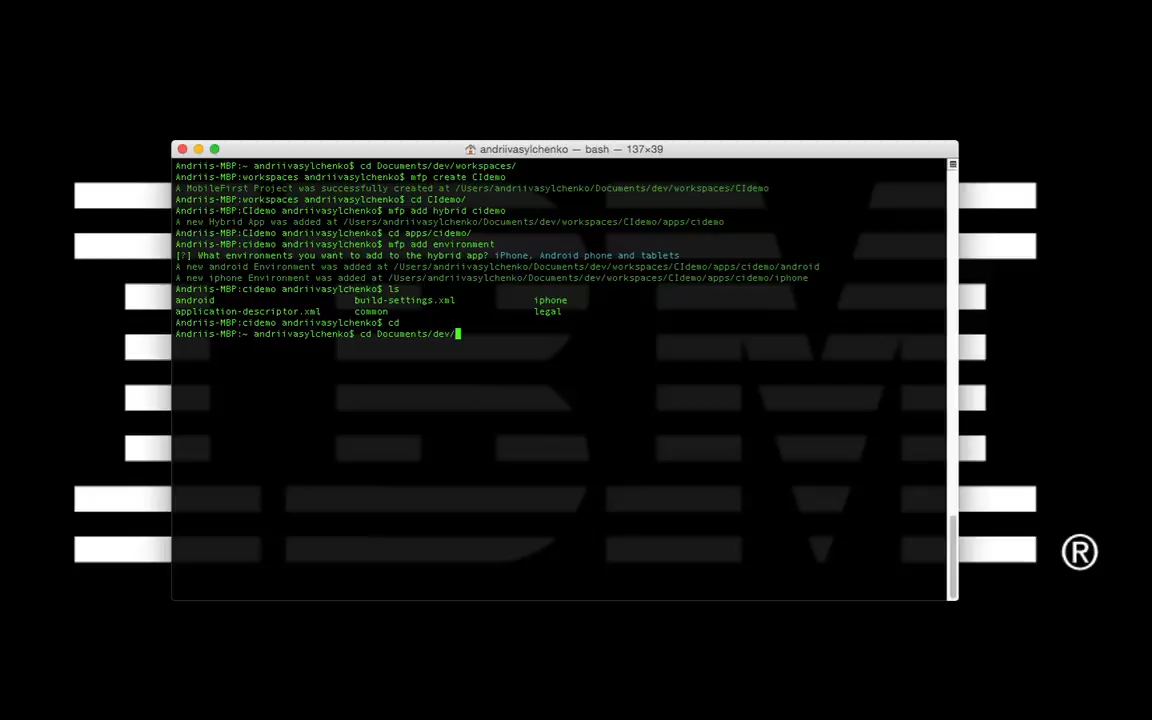 andriivasylchenko — bash — 137×39
Andriis-MBP:~ andriivasylchenko$ cd Documents/dev/workspaces/
Andriis-MBP:workspaces andriivasylchenko$ mfp create CIdemo
A MobileFirst Project was successfully created at /Users/andriivasylchenko/Documents/dev/workspaces/CIdemo
Andriis-MBP:workspaces andriivasylchenko$ cd CIdemo/
Andriis-MBP:CIdemo andriivasylchenko$ mfp add hybrid cidemo
A new Hybrid App was added at /Users/andriivasylchenko/Documents/dev/workspaces/CIdemo/apps/cidemo
Andriis-MBP:CIdemo andriivasylchenko$ cd apps/cidemo/
Andriis-MBP:cidemo andriivasylchenko$ mfp add environment
[?] What environments you want to add to the hybrid app? iPhone, Android phone and tablets
A new android Environment was added at /Users/andriivasylchenko/Documents/dev/workspaces/CIdemo/apps/cidemo/android
A new iphone Environment was added at /Users/andriivasylchenko/Documents/dev/workspaces/CIdemo/apps/cidemo/iphone
Andriis-MBP:cidemo andriivasylchenko$ ls
android build-settings.xml iphone
application-descriptor.xml common legal
Andriis-MBP:cidemo andriivasylchenko$ cd
Andriis-MBP:~ andriivasylchenko$ cd Documents/dev/
IBM
®